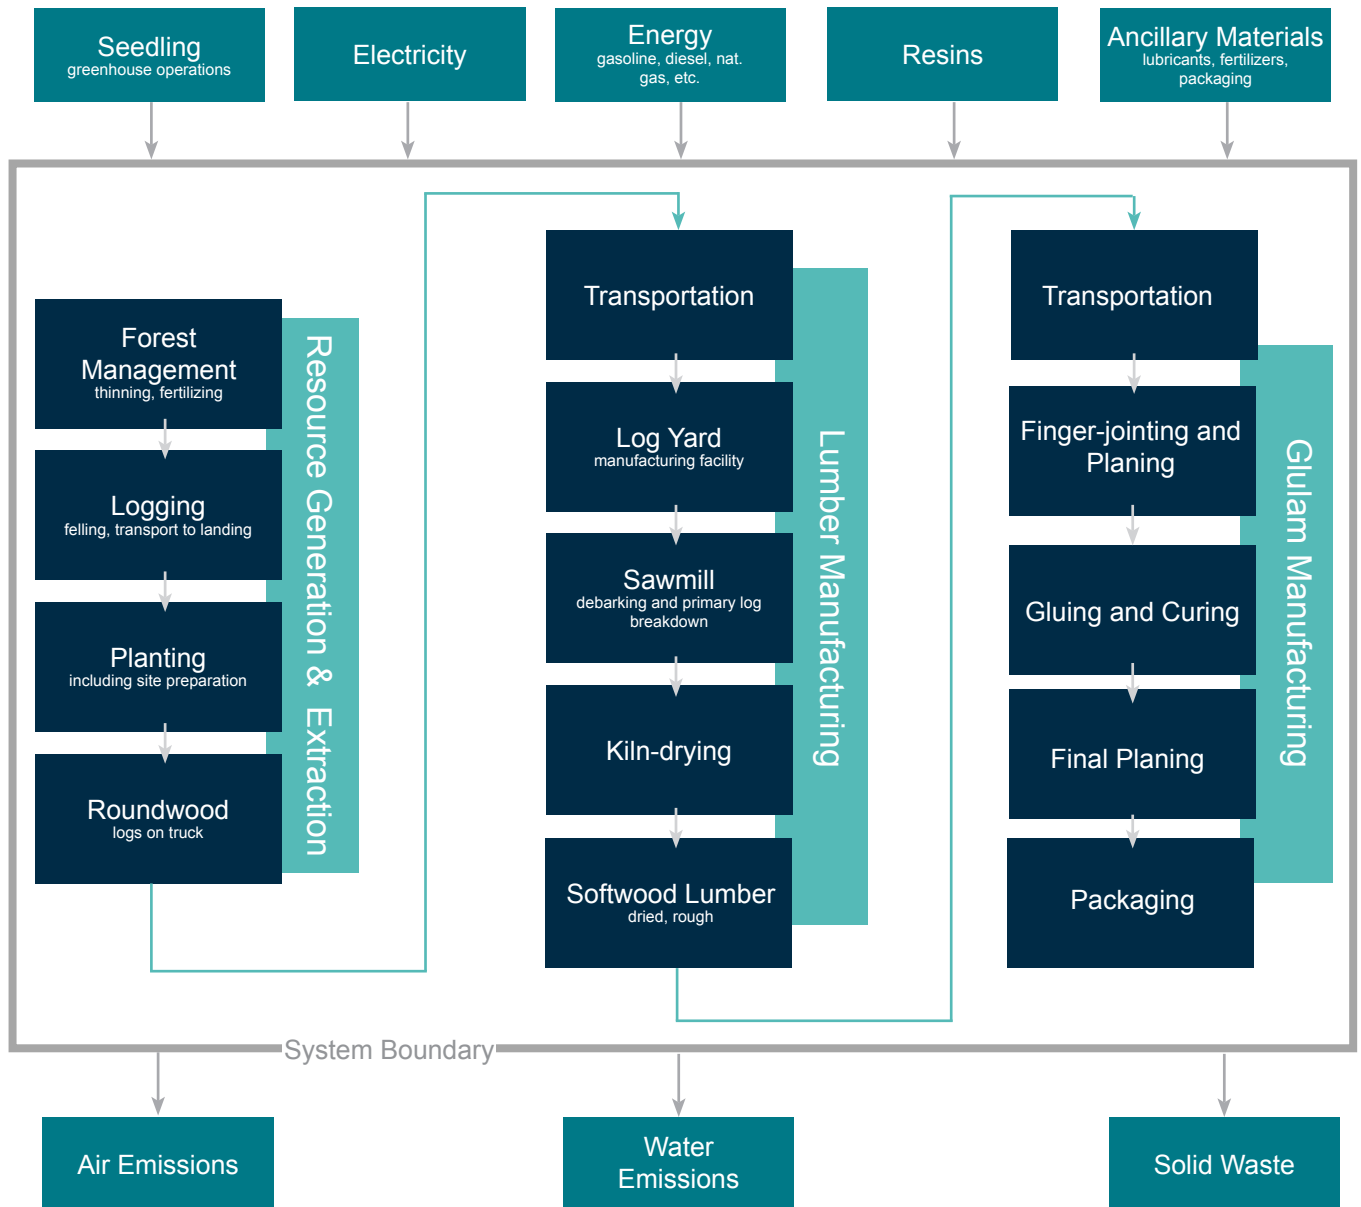 Seedling
greenhouse operations
Electricity
Energy
gasoline, diesel, nat.
gas, etc.
Resins
Ancillary Materials
lubricants, fertilizers,
packaging
Forest
Management
thinning, fertilizing
Logging
felling, transport to landing
Planting
including site preparation
Roundwood
logs on truck
Resource Generation & Extraction
Transportation
Log Yard
manufacturing facility
Sawmill
debarking and primary log
breakdown
Kiln-drying
Softwood Lumber
dried, rough
Lumber Manufacturing
Transportation
Finger-jointing and
Planing
Gluing and Curing
Final Planing
Packaging
Glulam Manufacturing
System Boundary
Air Emissions
Water
Emissions
Solid Waste